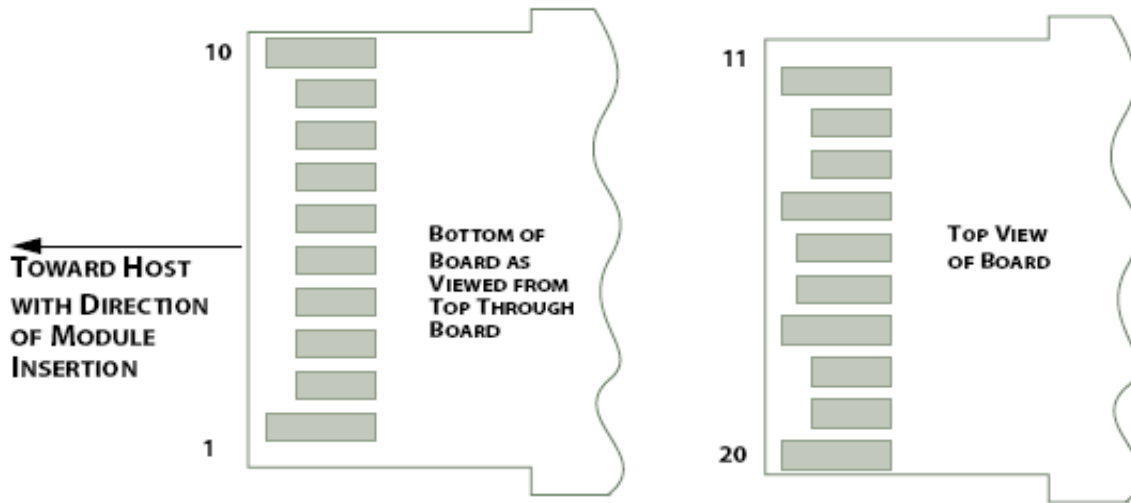 10
1
TOWARD HOST
WITH DIRECTION
OF MODULE
INSERTION
BOTTOM OF
BOARD AS
VIEWED FROM
TOP THROUGH
BOARD
11
20
TOP VIEW
OF BOARD